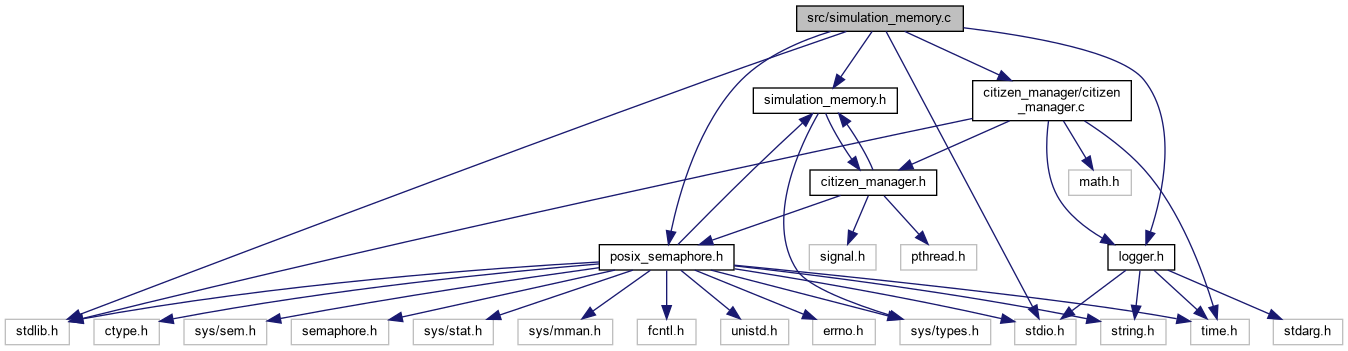 src/simulation_memory.c
simulation_memory.h
citizen_manager/citizen
_manager.c
citizen_manager.h
math.h
posix_semaphore.h
signal.h
pthread.h
logger.h
stdlib.h
ctype.h
sys/sem.h
semaphore.h
sys/stat.h
sys/mman.h
fcntl.h
unistd.h
errno.h
sys/types.h
stdio.h
string.h
time.h
stdarg.h